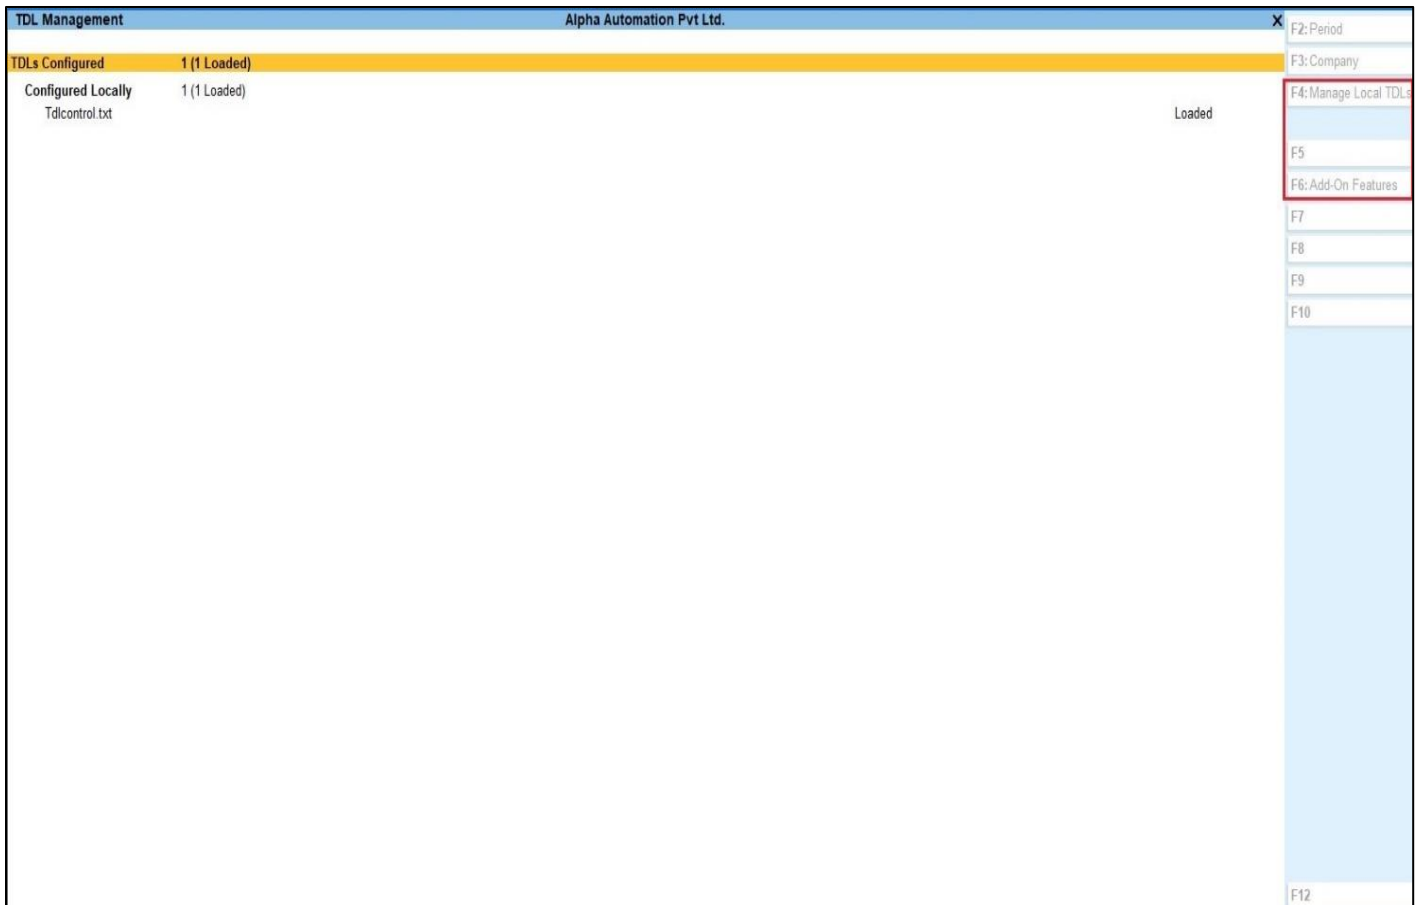 TDL Management Alpha Automation Pvt Ltd. X
TDLs Configured 1 (1 Loaded)
Configured Locally 1 (1 Loaded)
Tdlcontrol.txt Loaded
F2: Period
F3: Company
F4: Manage Local TDLs
F5
F6: Add-On Features
F7
F8
F9
F10
F12